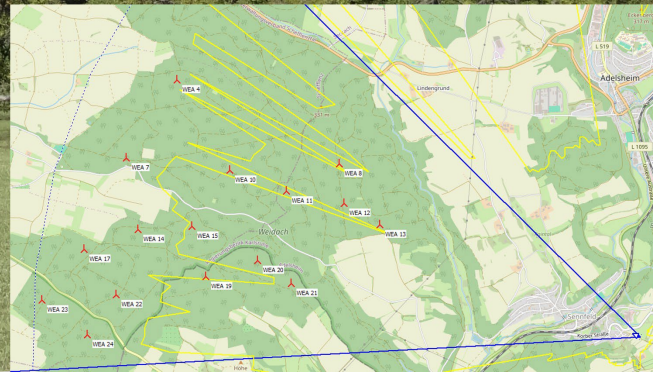 L 519
Adelsheim
Lindengrund
WEA 4
L 1095
WEA 7
WEA 8
WEA 10
WEA 11
WEA 12
WEA 13
WEA 14
WEA 15
Weidach
WEA 17
WEA 20
WEA 19
WEA 21
WEA 22
WEA 23
Sennfeld
WEA 24
Höhe